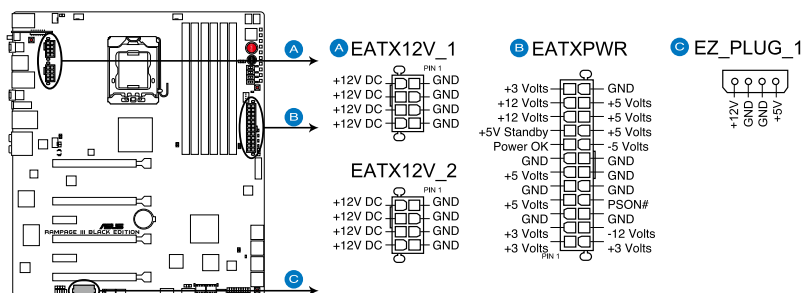 A
A EATX12V_1
PIN 1
+12V DC GND
+12V DC GND
+12V DC GND
+12V DC GND
B
EATX12V_2
PIN 1
+12V DC GND
+12V DC GND
+12V DC GND
+12V DC GND
B EATXPWR
+3 Volts GND
+12 Volts +5 Volts
+12 Volts +5 Volts
+5V Standby +5 Volts
Power OK -5 Volts
GND GND
+5 Volts GND
GND GND
+5 Volts PSON#
GND GND
+3 Volts -12 Volts
+3 Volts +3 Volts
PIN 1
C EZ_PLUG_1
+12V
GND
GND
+5V
ASUS
RAMPAGE III BLACK EDITION
C